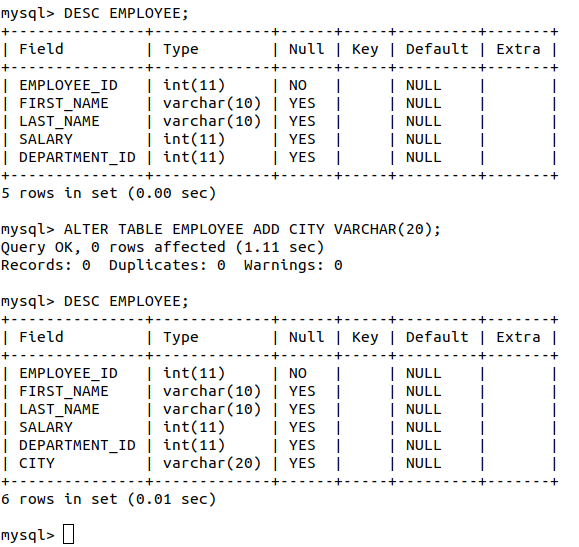 mysql> DESC EMPLOYEE;
+---------------+-------------+------+-----+---------+-------+
| Field         | Type        | Null | Key | Default | Extra |
+---------------+-------------+------+-----+---------+-------+
| EMPLOYEE_ID   | int(11)     | NO   |     | NULL    |       |
| FIRST_NAME    | varchar(10) | YES  |     | NULL    |       |
| LAST_NAME     | varchar(10) | YES  |     | NULL    |       |
| SALARY        | int(11)     | YES  |     | NULL    |       |
| DEPARTMENT_ID | int(11)     | YES  |     | NULL    |       |
+---------------+-------------+------+-----+---------+-------+
5 rows in set (0.00 sec)

mysql> ALTER TABLE EMPLOYEE ADD CITY VARCHAR(20);
Query OK, 0 rows affected (1.11 sec)
Records: 0  Duplicates: 0  Warnings: 0

mysql> DESC EMPLOYEE;
+---------------+-------------+------+-----+---------+-------+
| Field         | Type        | Null | Key | Default | Extra |
+---------------+-------------+------+-----+---------+-------+
| EMPLOYEE_ID   | int(11)     | NO   |     | NULL    |       |
| FIRST_NAME    | varchar(10) | YES  |     | NULL    |       |
| LAST_NAME     | varchar(10) | YES  |     | NULL    |       |
| SALARY        | int(11)     | YES  |     | NULL    |       |
| DEPARTMENT_ID | int(11)     | YES  |     | NULL    |       |
| CITY          | varchar(20) | YES  |     | NULL    |       |
+---------------+-------------+------+-----+---------+-------+
6 rows in set (0.01 sec)

mysql>